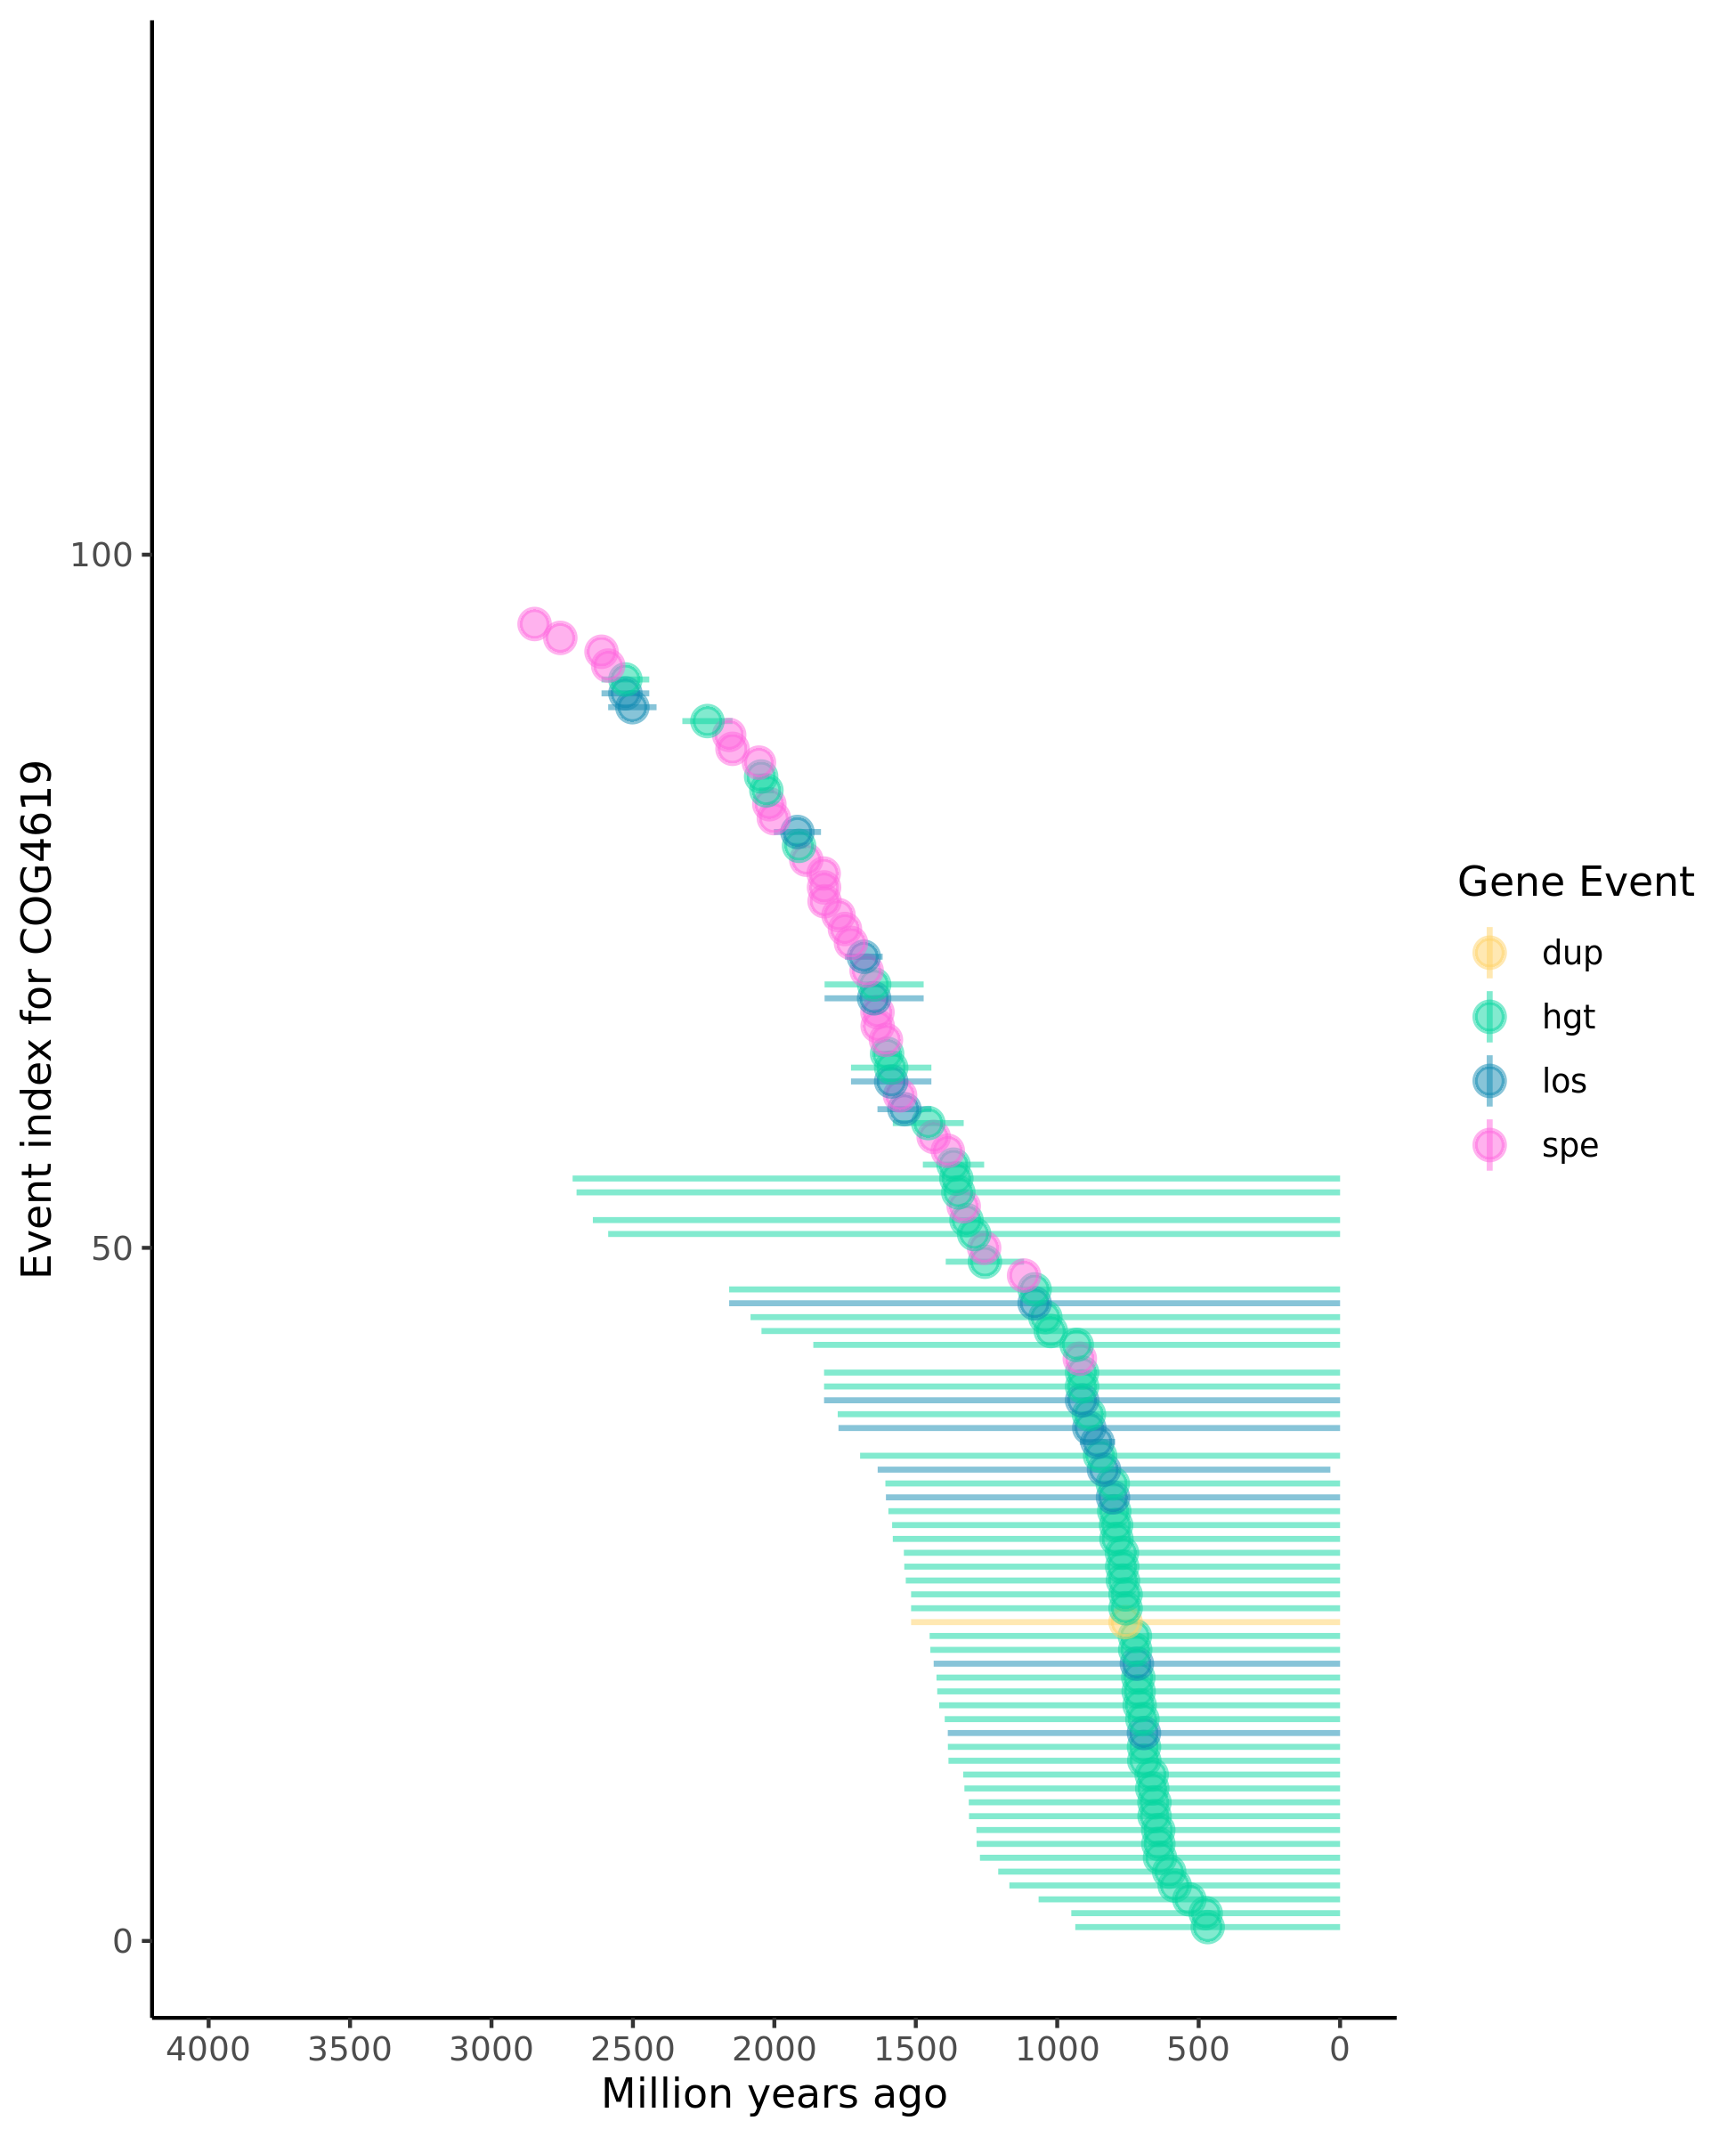 Event index for COG4619
100
50
0
4000 3500 3000 2500 2000 1500 1000 500 0
Million years ago
Gene Event
dup
hgt
los
spe